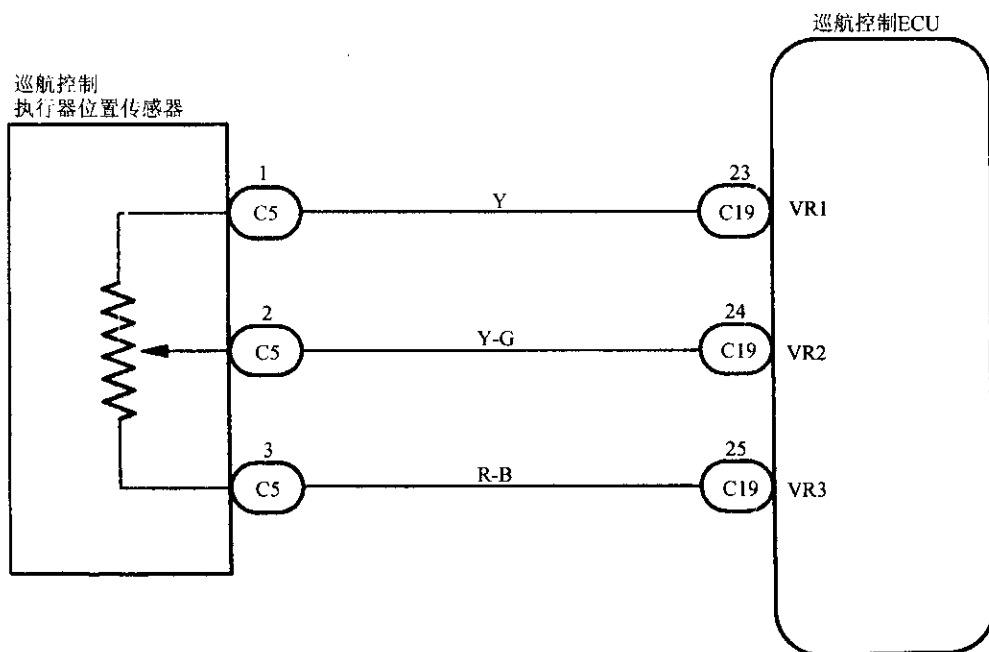 巡航控制ECU
巡航控制
执行器位置传感器
1
C5
Y
23
C19
VR1
2
C5
Y-G
24
C19
VR2
3
C5
R-B
25
C19
VR3